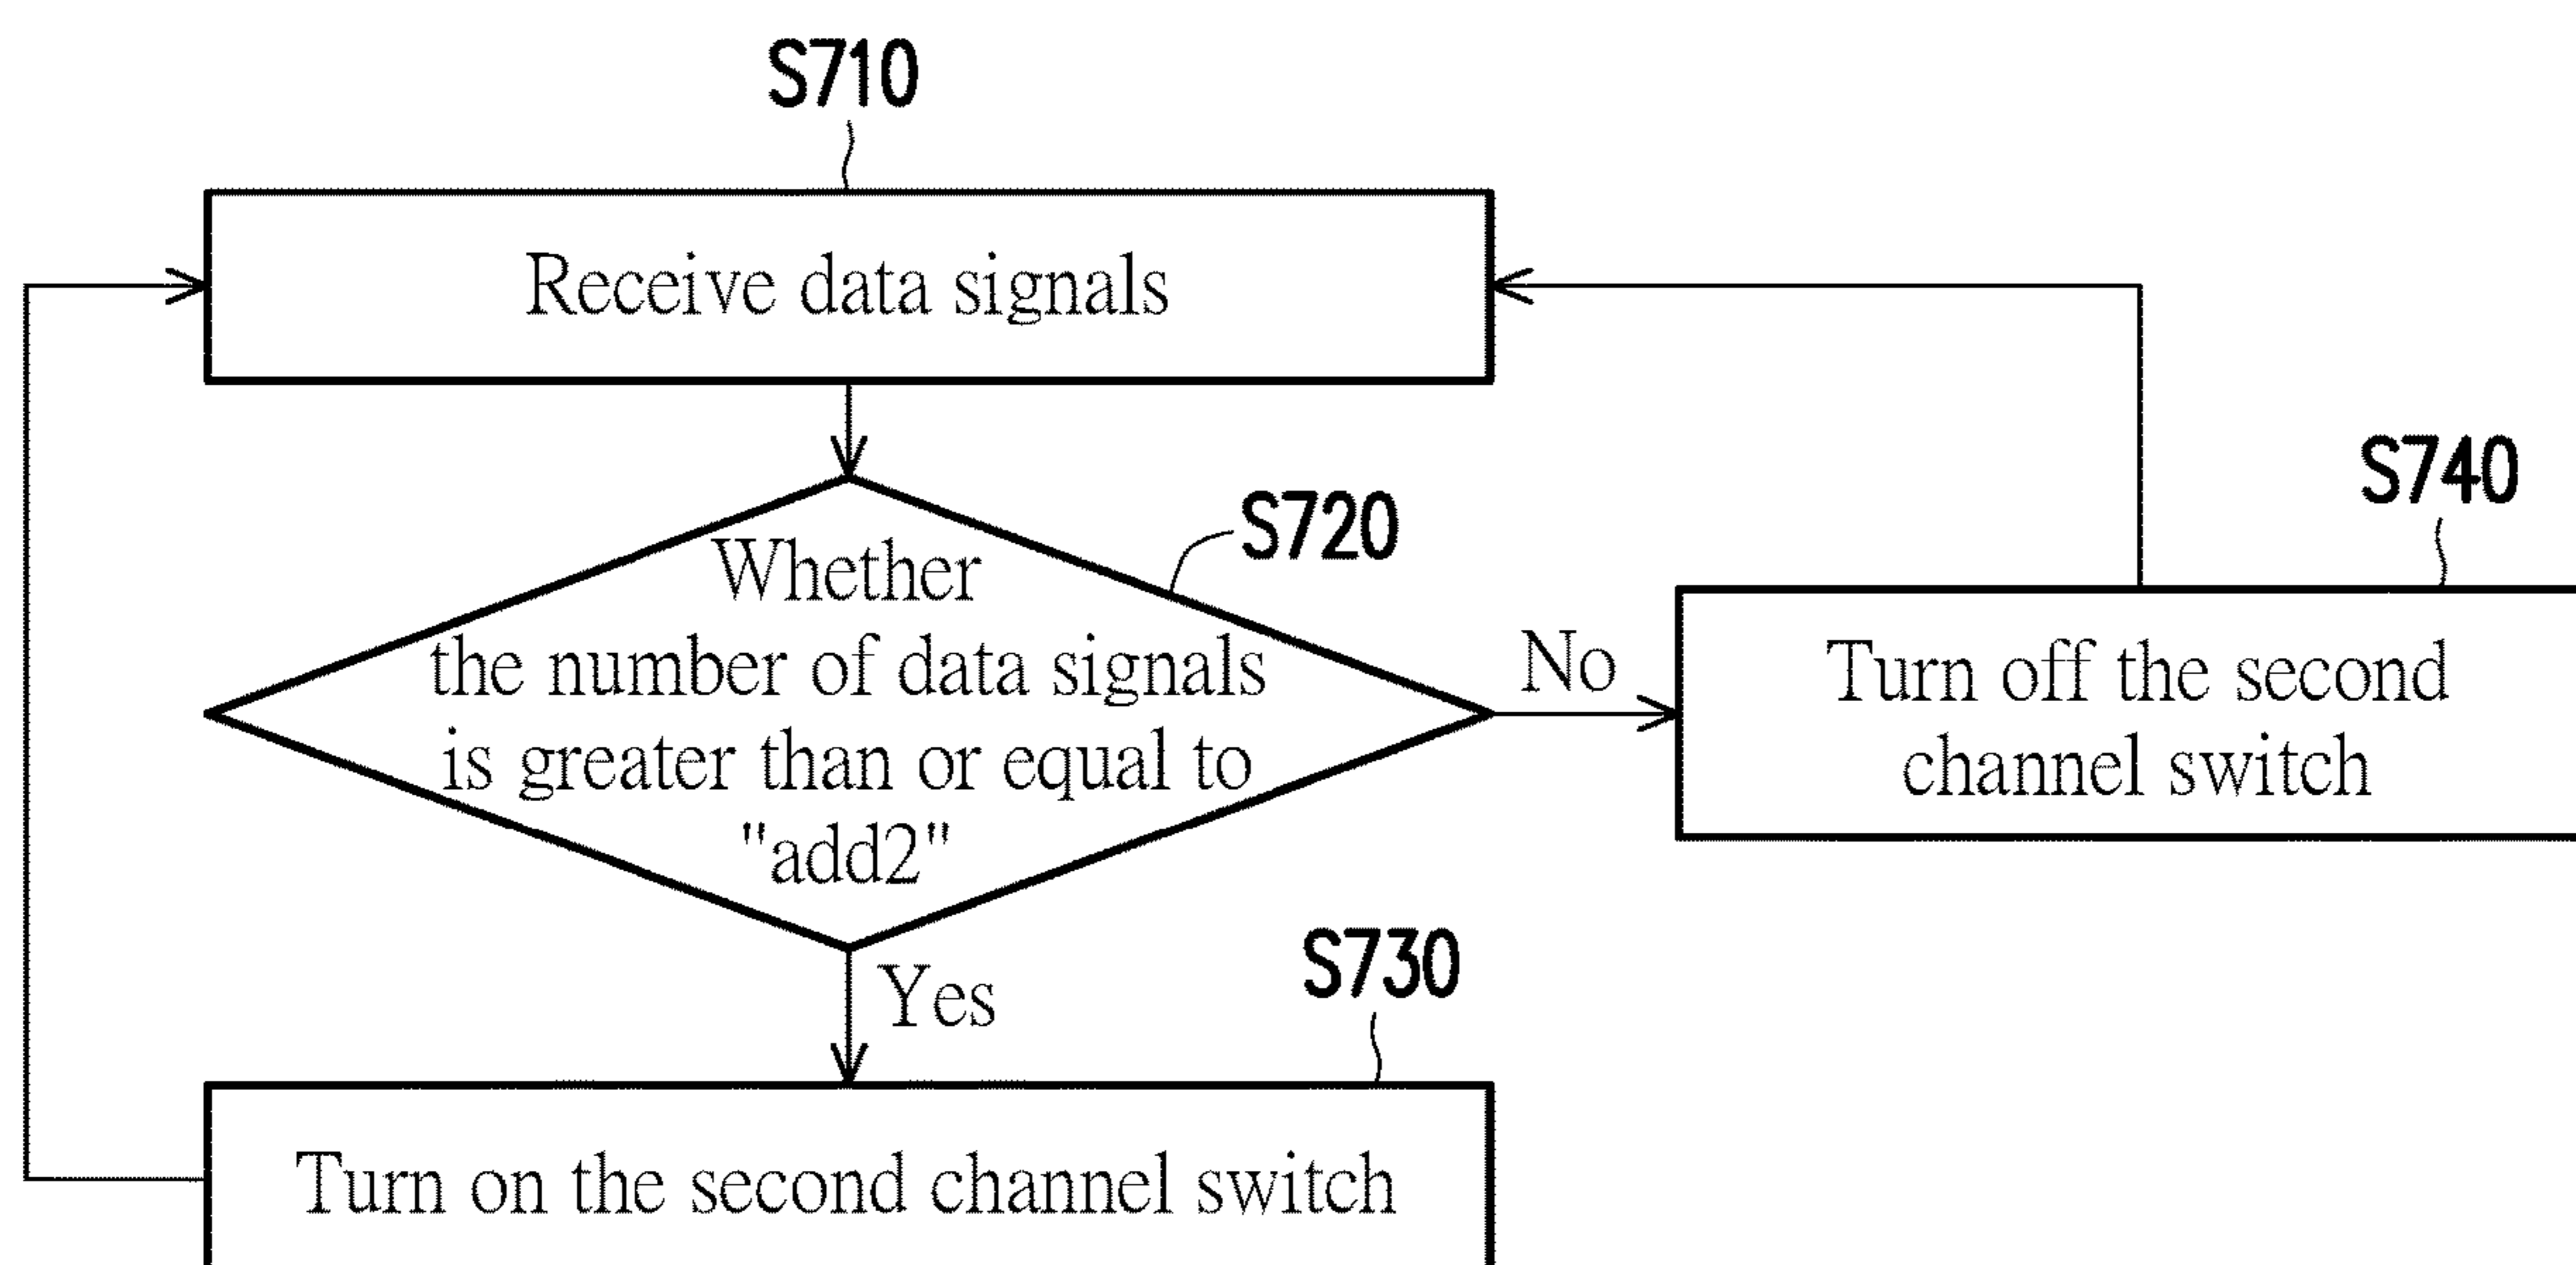 S710
Receive data signals
S720
Whether
the number of data signals
is greater than or equal to
"add2"
No
S740
Turn off the second
channel switch
Yes
S730
Turn on the second channel switch